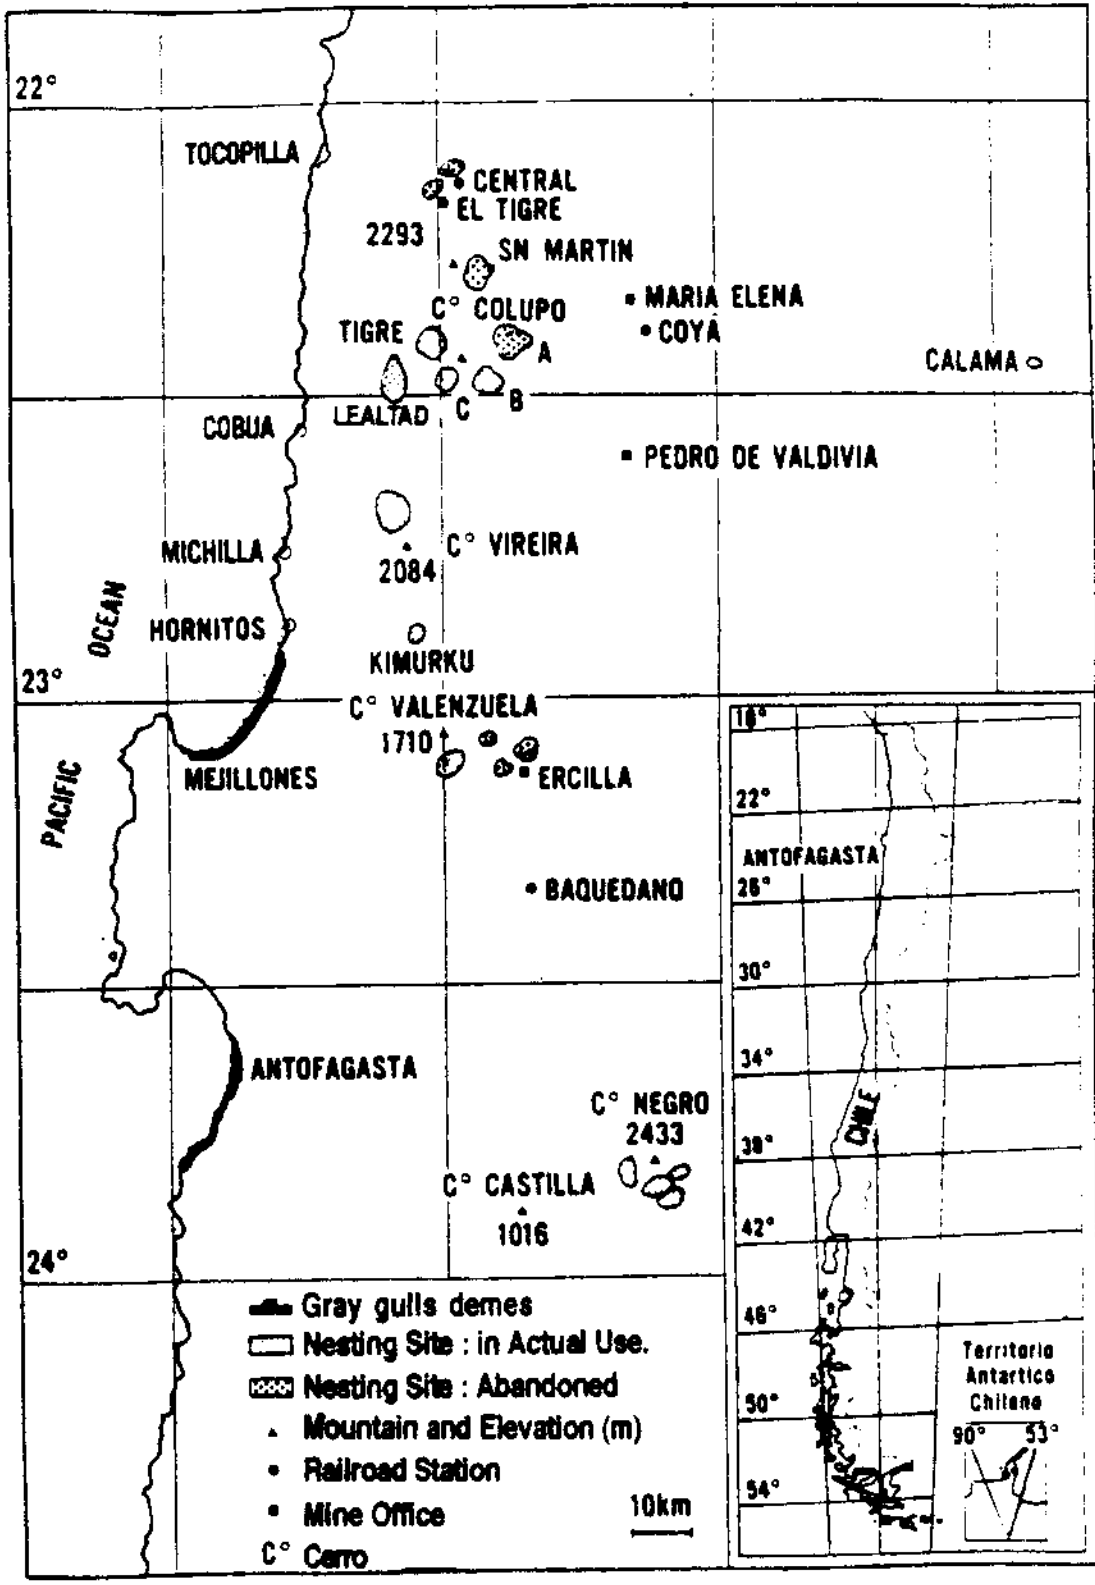 22°
TOCOPILLA
CENTRAL
EL TIGRE
2293
SN MARTIN
C° COLUPO
MARIA ELENA
COYA
TIGRE
A
CALAMA
LEALTAD
C
B
COBUA
PEDRO DE VALDIVIA
C° VIREIRA
MICHILLA
2084
OCEAN
HORNITOS
KIMURKU
23°
C° VALENZUELA
1710
MEJILLONES
ERCILLA
PACIFIC
BAQUEDANO
ANTOFAGASTA
C° NEGRO
2433
C° CASTILLA
1016
24°
Gray gulls demes
Nesting Site : in Actual Use.
Nesting Site : Abandoned
Mountain and Elevation (m)
Railroad Station
Mine Office
C° Cerro
10km
18°
22°
ANTOFAGASTA
26°
30°
34°
CHILE
38°
42°
46°
Territorio
Antartico
Chileno
50°
90° 53°
54°